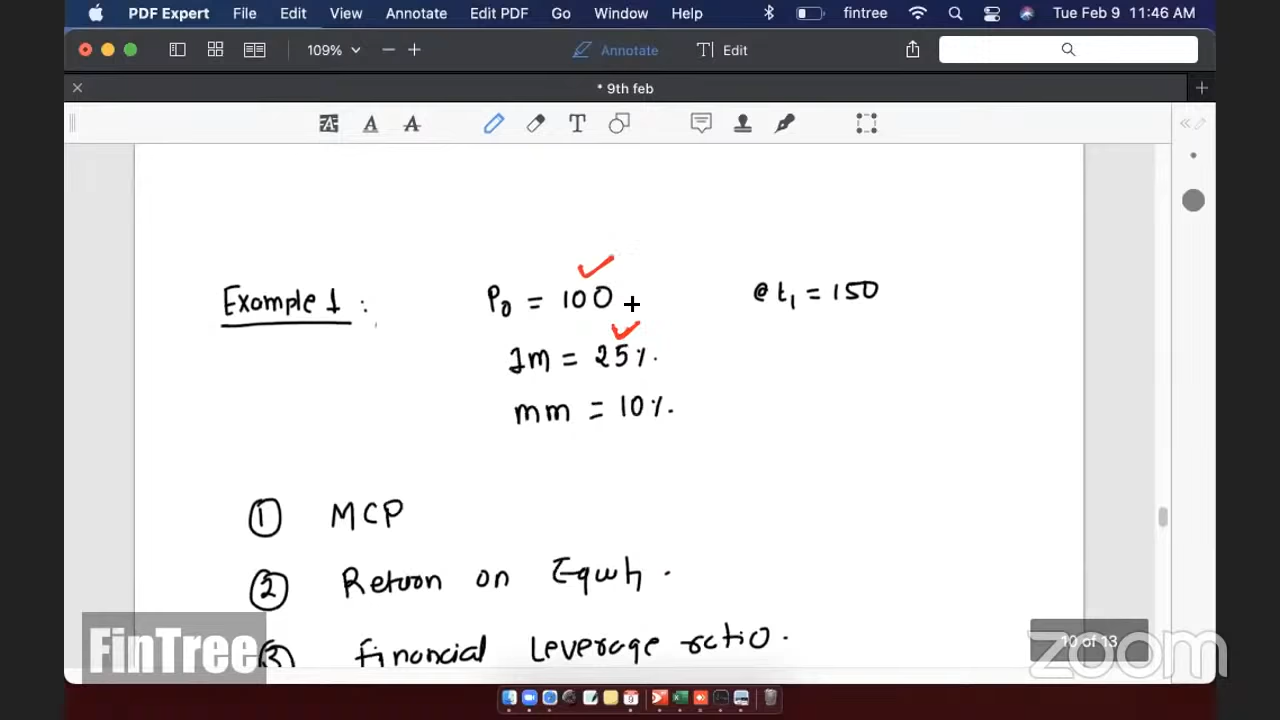 PDF Expert File Edit View Annotate Edit PDF Go Window Help fintree Tue Feb 9 11:46 AM
109% Annotate T Edit
* 9th feb
Example 1 : P0 = 100 @ t1 = 150
IM = 25%.
mm = 10%.
1 MCP
2 Return on Equity.
3 financial leverage ratio.
FinTree
10 of 13
zoom